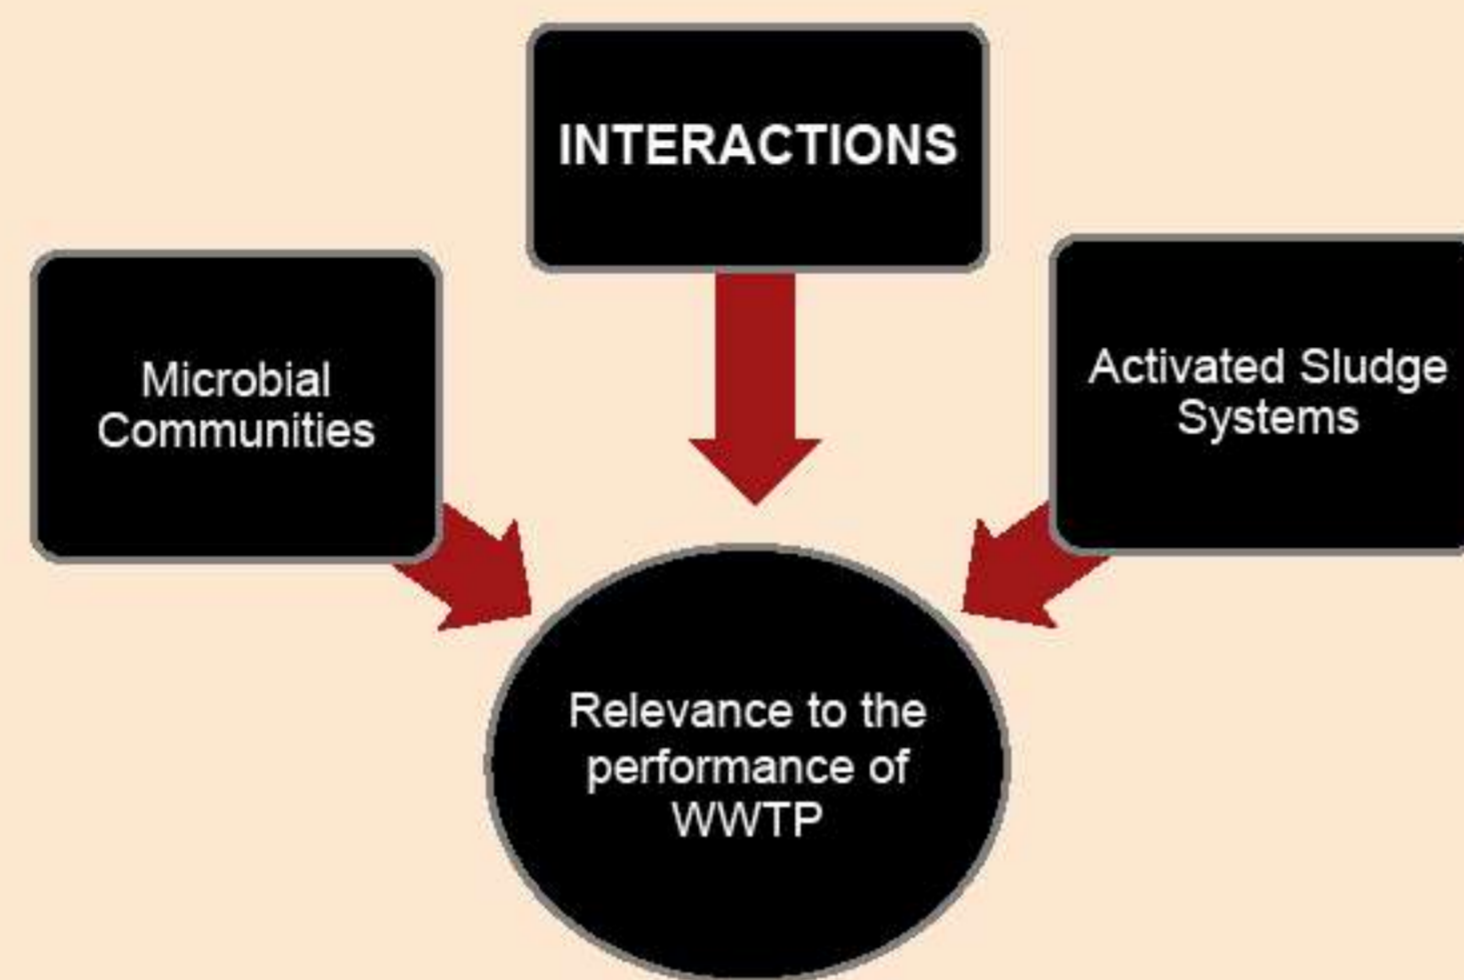 INTERACTIONS
Microbial
Communities
Activated Sludge
Systems
Relevance to the
performance of
WWTP